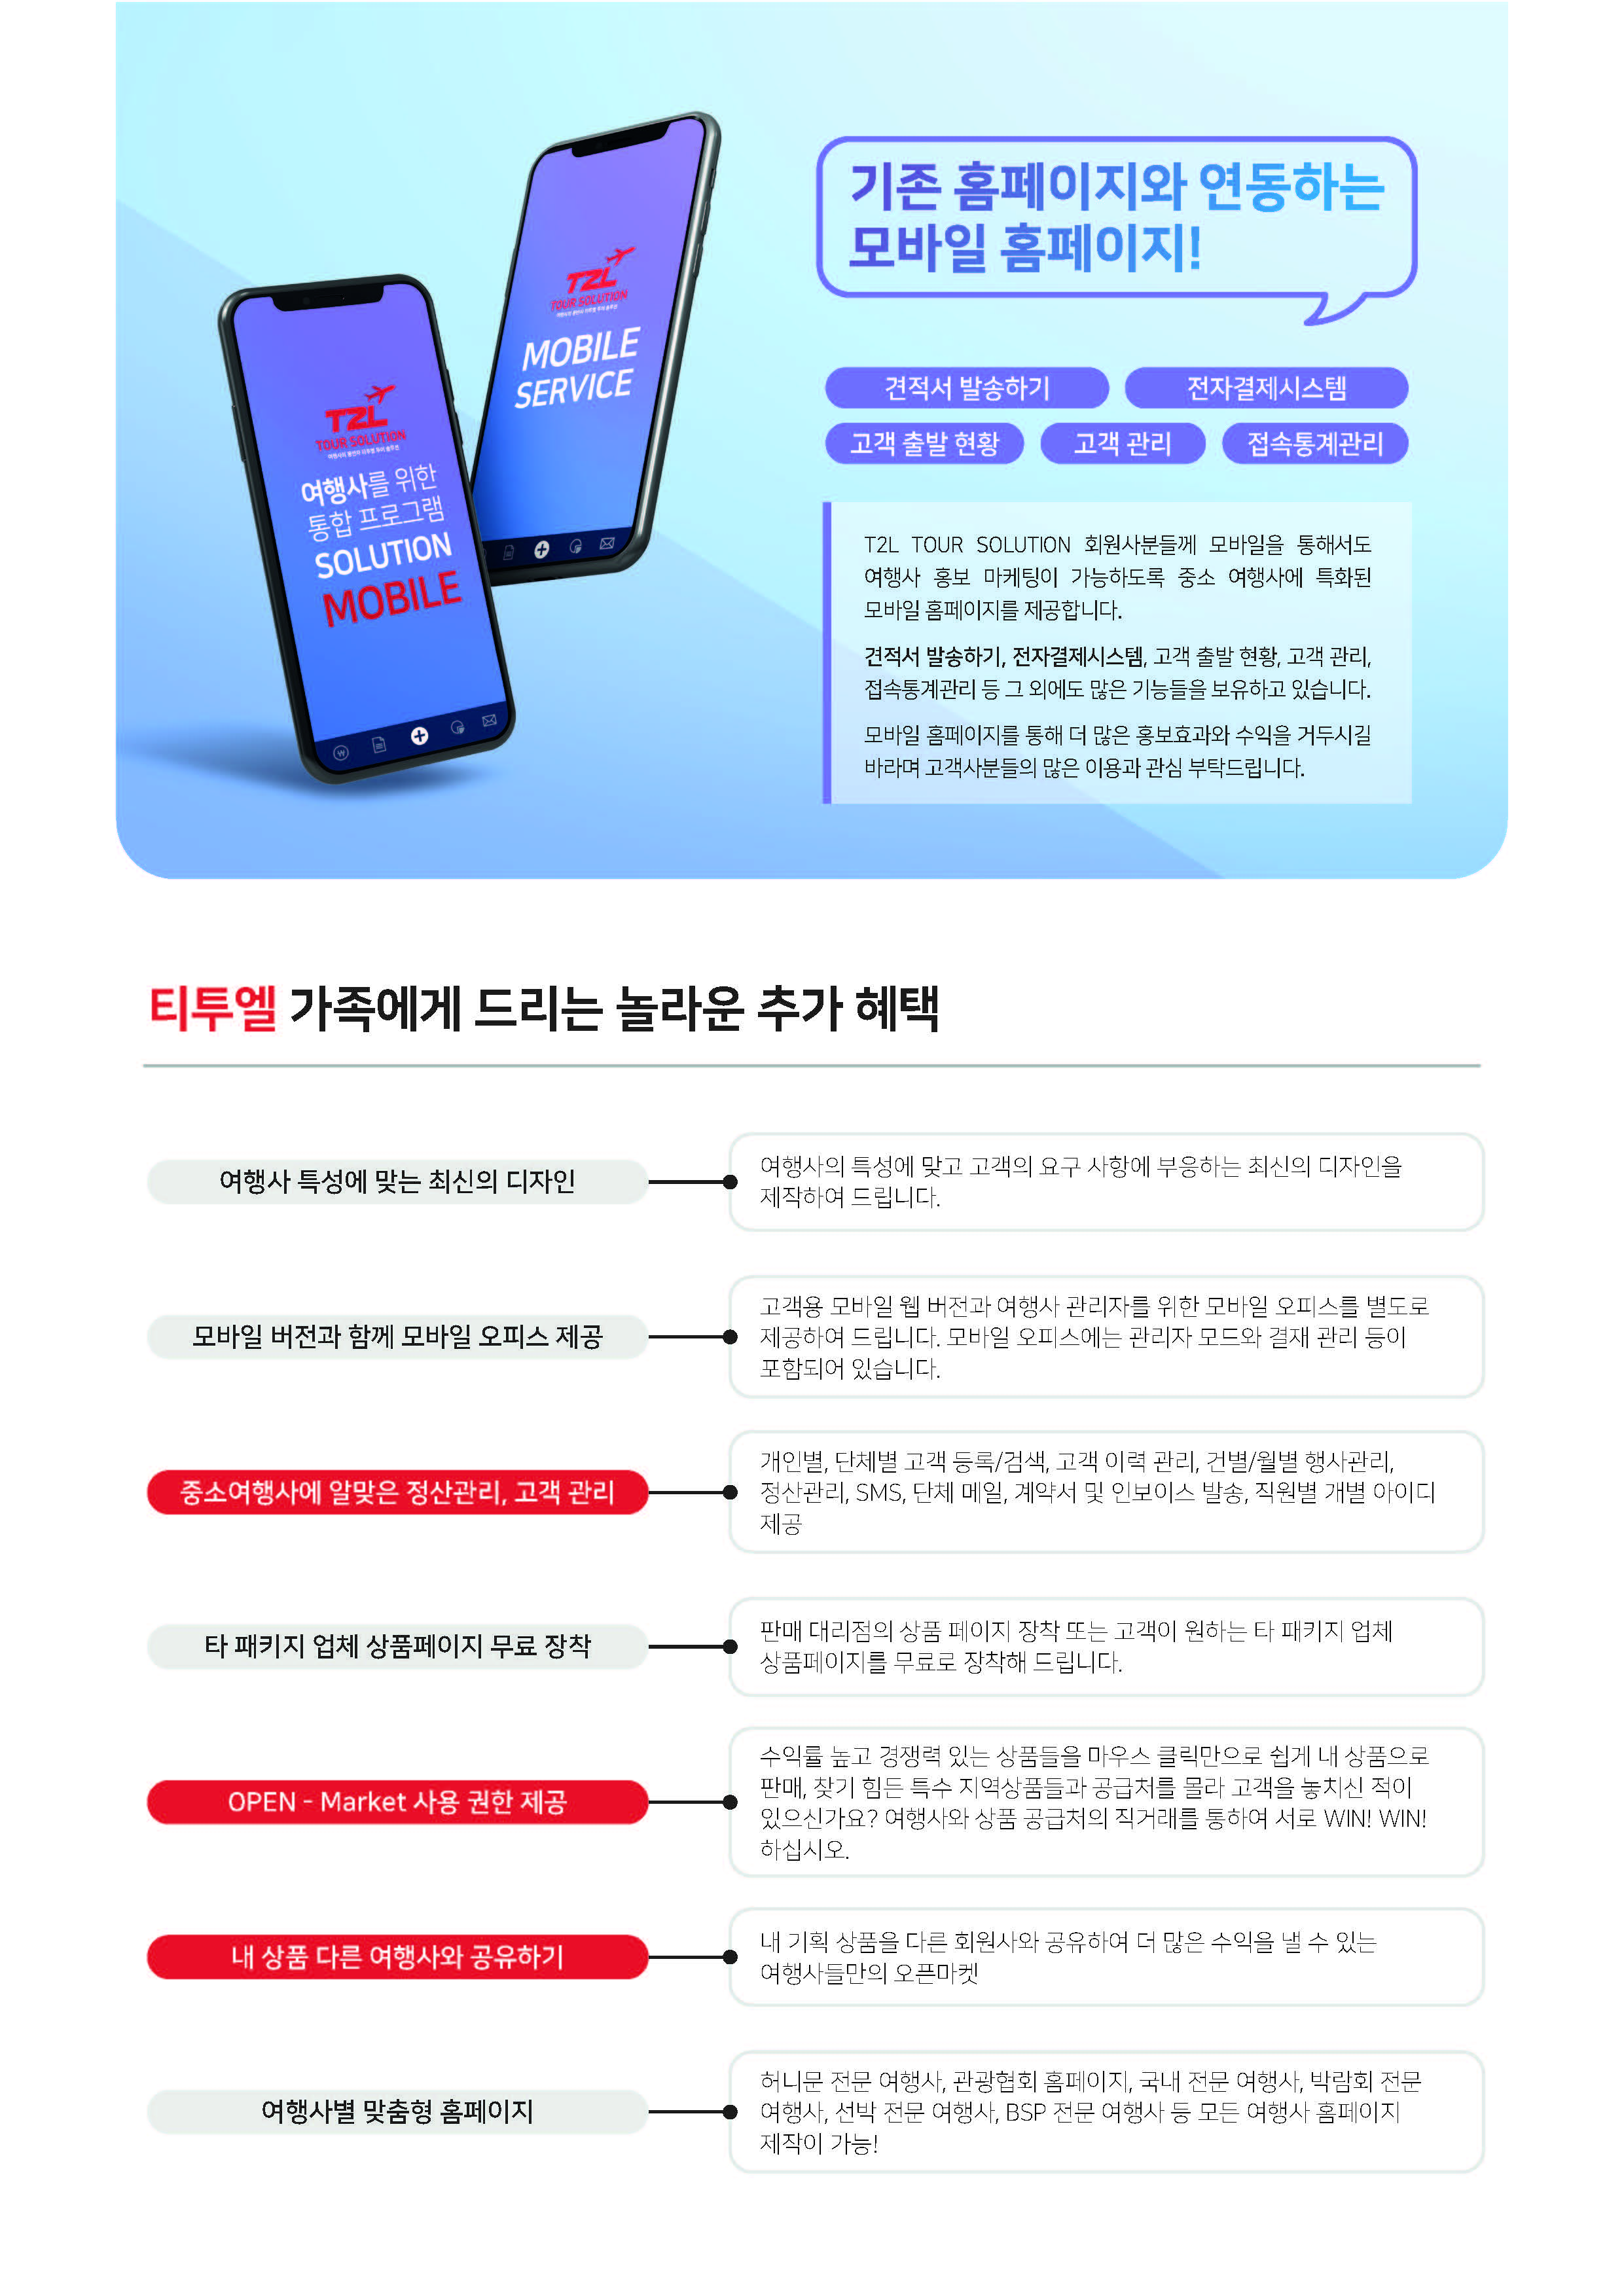 기존 홈페이지와 연동하는
모바일 홈페이지!
T2L
TOUR SOLUTION
MOBILE
SERVICE
T2L
TOUR SOLUTION
여행사를 위한
통합 프로그램
SOLUTION
MOBILE
견적서 발송하기
전자결제시스템
고객 출발 현황
고객 관리
접속통계관리
T2L TOUR SOLUTION 회원사분들께 모바일을 통해서도
여행사 홍보 마케팅이 가능하도록 중소 여행사에 특화된
모바일 홈페이지를 제공합니다.
견적서 발송하기, 전자결제시스템, 고객 출발 현황, 고객 관리,
접속통계관리 등 그 외에도 많은 기능들을 보유하고 있습니다.
모바일 홈페이지를 통해 더 많은 홍보효과와 수익을 거두시길
바라며 고객사분들의 많은 이용과 관심 부탁드립니다.
티투엘 가족에게 드리는 놀라운 추가 혜택
여행사 특성에 맞는 최신의 디자인
여행사의 특성에 맞고 고객의 요구 사항에 부응하는 최신의 디자인을
제작하여 드립니다.
모바일 버전과 함께 모바일 오피스 제공
고객용 모바일 웹 버전과 여행사 관리자를 위한 모바일 오피스를 별도로
제공하여 드립니다. 모바일 오피스에는 관리자 모드와 결재 관리 등이
포함되어 있습니다.
중소여행사에 알맞은 정산관리, 고객 관리
개인별, 단체별 고객 등록/검색, 고객 이력 관리, 건별/월별 행사관리,
정산관리, SMS, 단체 메일, 계약서 및 인보이스 발송, 직원별 개별 아이디
제공
타 패키지 업체 상품페이지 무료 장착
판매 대리점의 상품 페이지 장착 또는 고객이 원하는 타 패키지 업체
상품페이지를 무료로 장착해 드립니다.
OPEN - Market 사용 권한 제공
수익률 높고 경쟁력 있는 상품들을 마우스 클릭만으로 쉽게 내 상품으로
판매, 찾기 힘든 특수 지역상품들과 공급처를 몰라 고객을 놓치신 적이
있으신가요? 여행사와 상품 공급처의 직거래를 통하여 서로 WIN! WIN!
하십시오.
내 상품 다른 여행사와 공유하기
내 기획 상품을 다른 회원사와 공유하여 더 많은 수익을 낼 수 있는
여행사들만의 오픈마켓
여행사별 맞춤형 홈페이지
허니문 전문 여행사, 관광협회 홈페이지, 국내 전문 여행사, 박람회 전문
여행사, 선박 전문 여행사, BSP 전문 여행사 등 모든 여행사 홈페이지
제작이 가능!